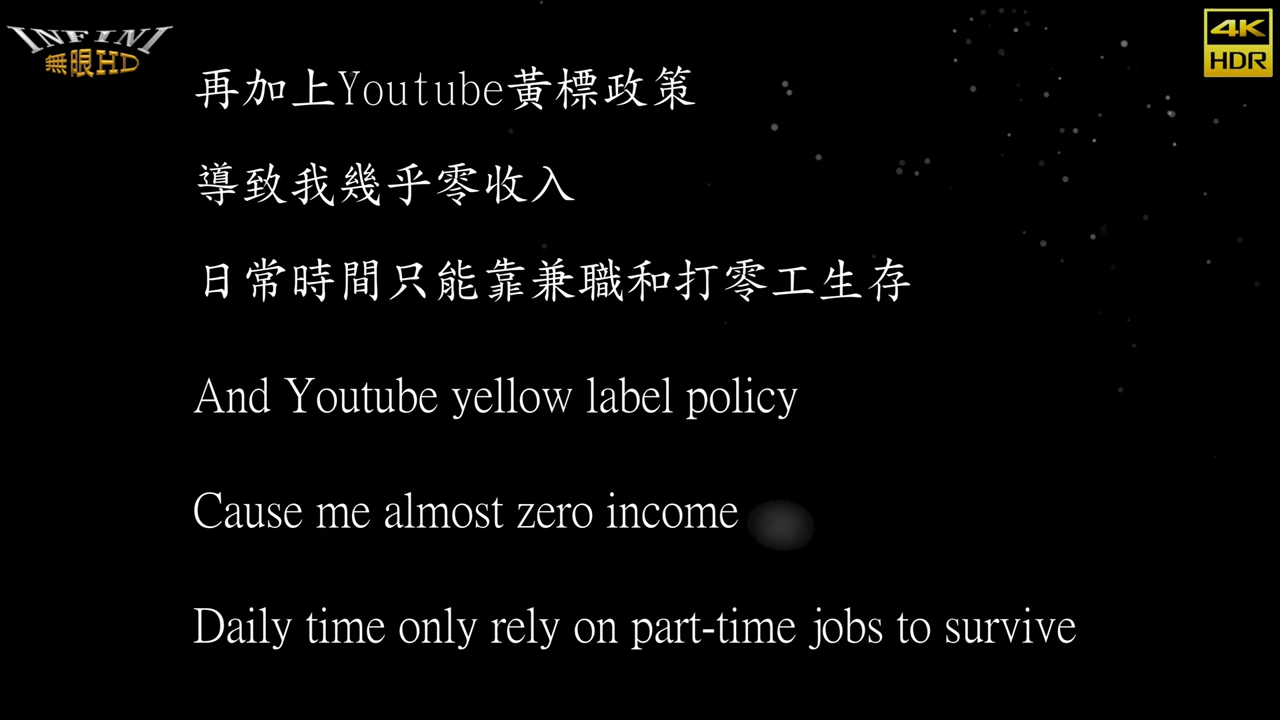 INFINI
無限HD
4K
HDR
再加上Youtube黃標政策
導致我幾乎零收入
日常時間只能靠兼職和打零工生存
And Youtube yellow label policy
Cause me almost zero income
Daily time only rely on part-time jobs to survive